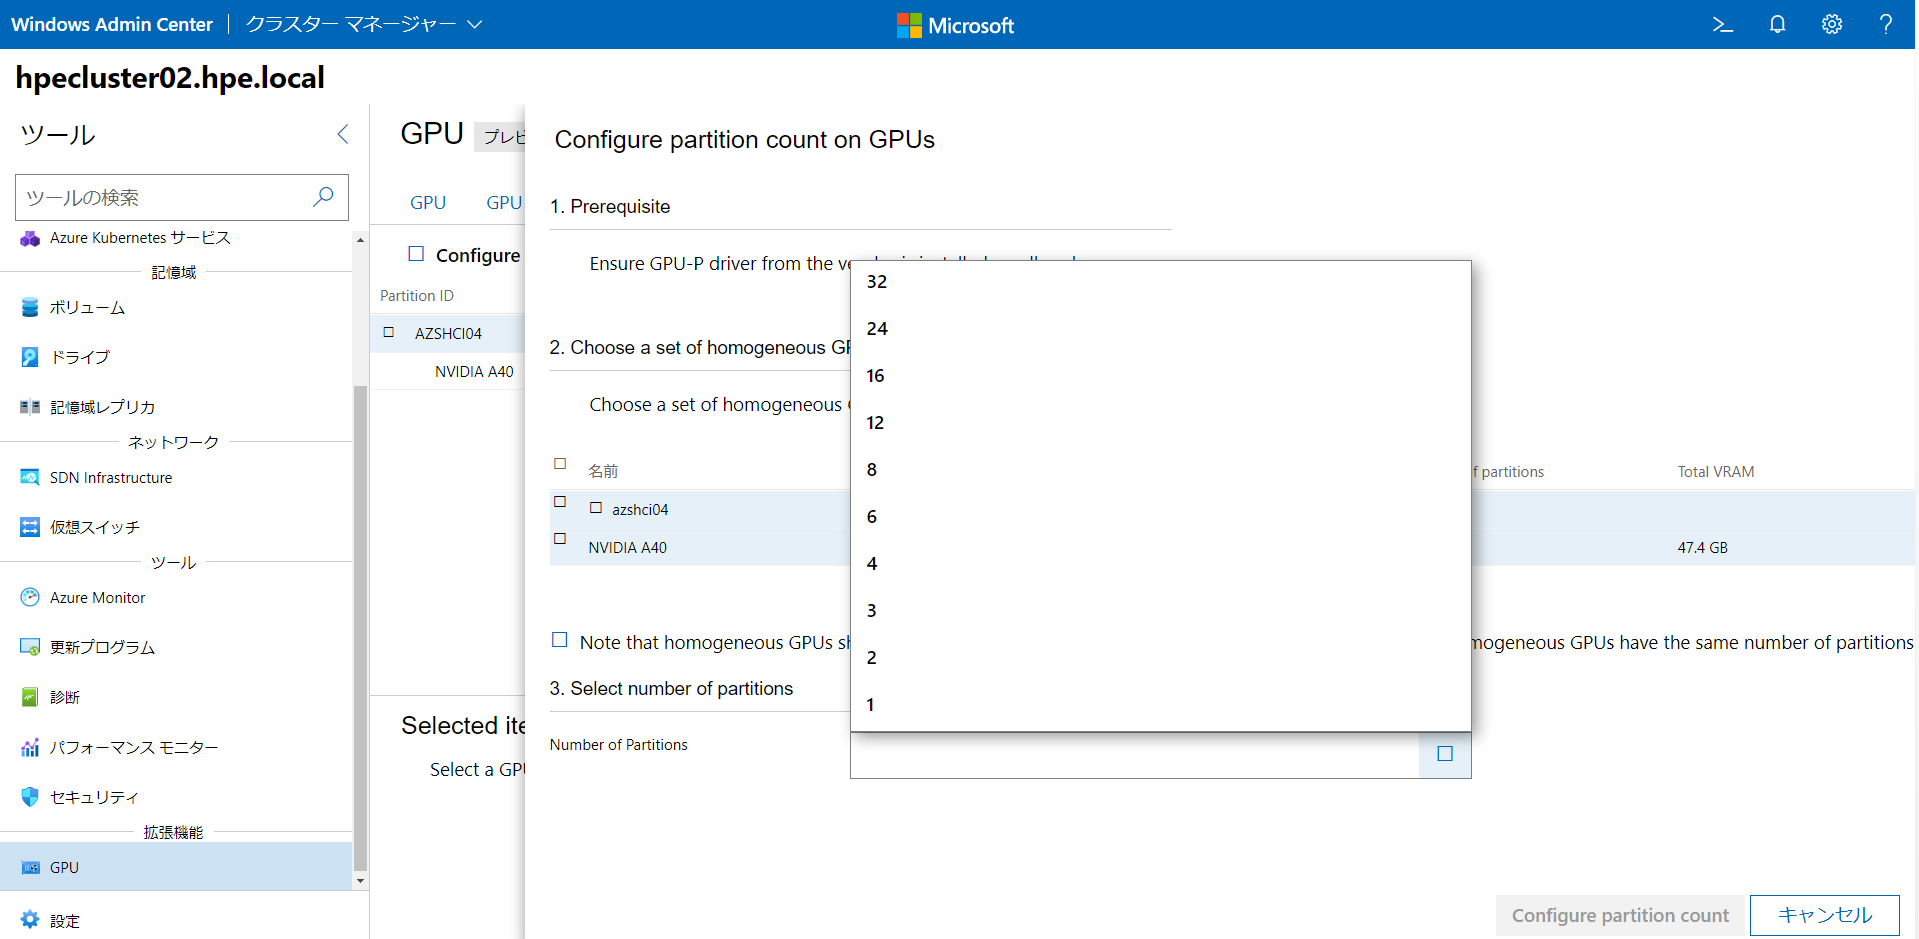 Windows Admin Center クラスター マネージャー
Microsoft
hpecluster02.hpe.local
ツール
ツールの検索
Azure Kubernetes サービス
記憶域
ボリューム
ドライブ
記憶域レプリカ
ネットワーク
SDN Infrastructure
仮想スイッチ
ツール
Azure Monitor
更新プログラム
診断
パフォーマンス モニター
セキュリティ
拡張機能
GPU
設定
GPU プレビ
GPU GPU
Configure
Partition ID
AZSHCI04
NVIDIA A40
Selected ite
Select a GPU
Configure partition count on GPUs
1. Prerequisite
Ensure GPU-P driver from the
2. Choose a set of homogeneous GP
Choose a set of homogeneous
名前 f partitions Total VRAM
azshci04
NVIDIA A40 47.4 GB
Note that homogeneous GPUs sh mogeneous GPUs have the same number of partitions
3. Select number of partitions
Number of Partitions
32
24
16
12
8
6
4
3
2
1
Configure partition count キャンセル